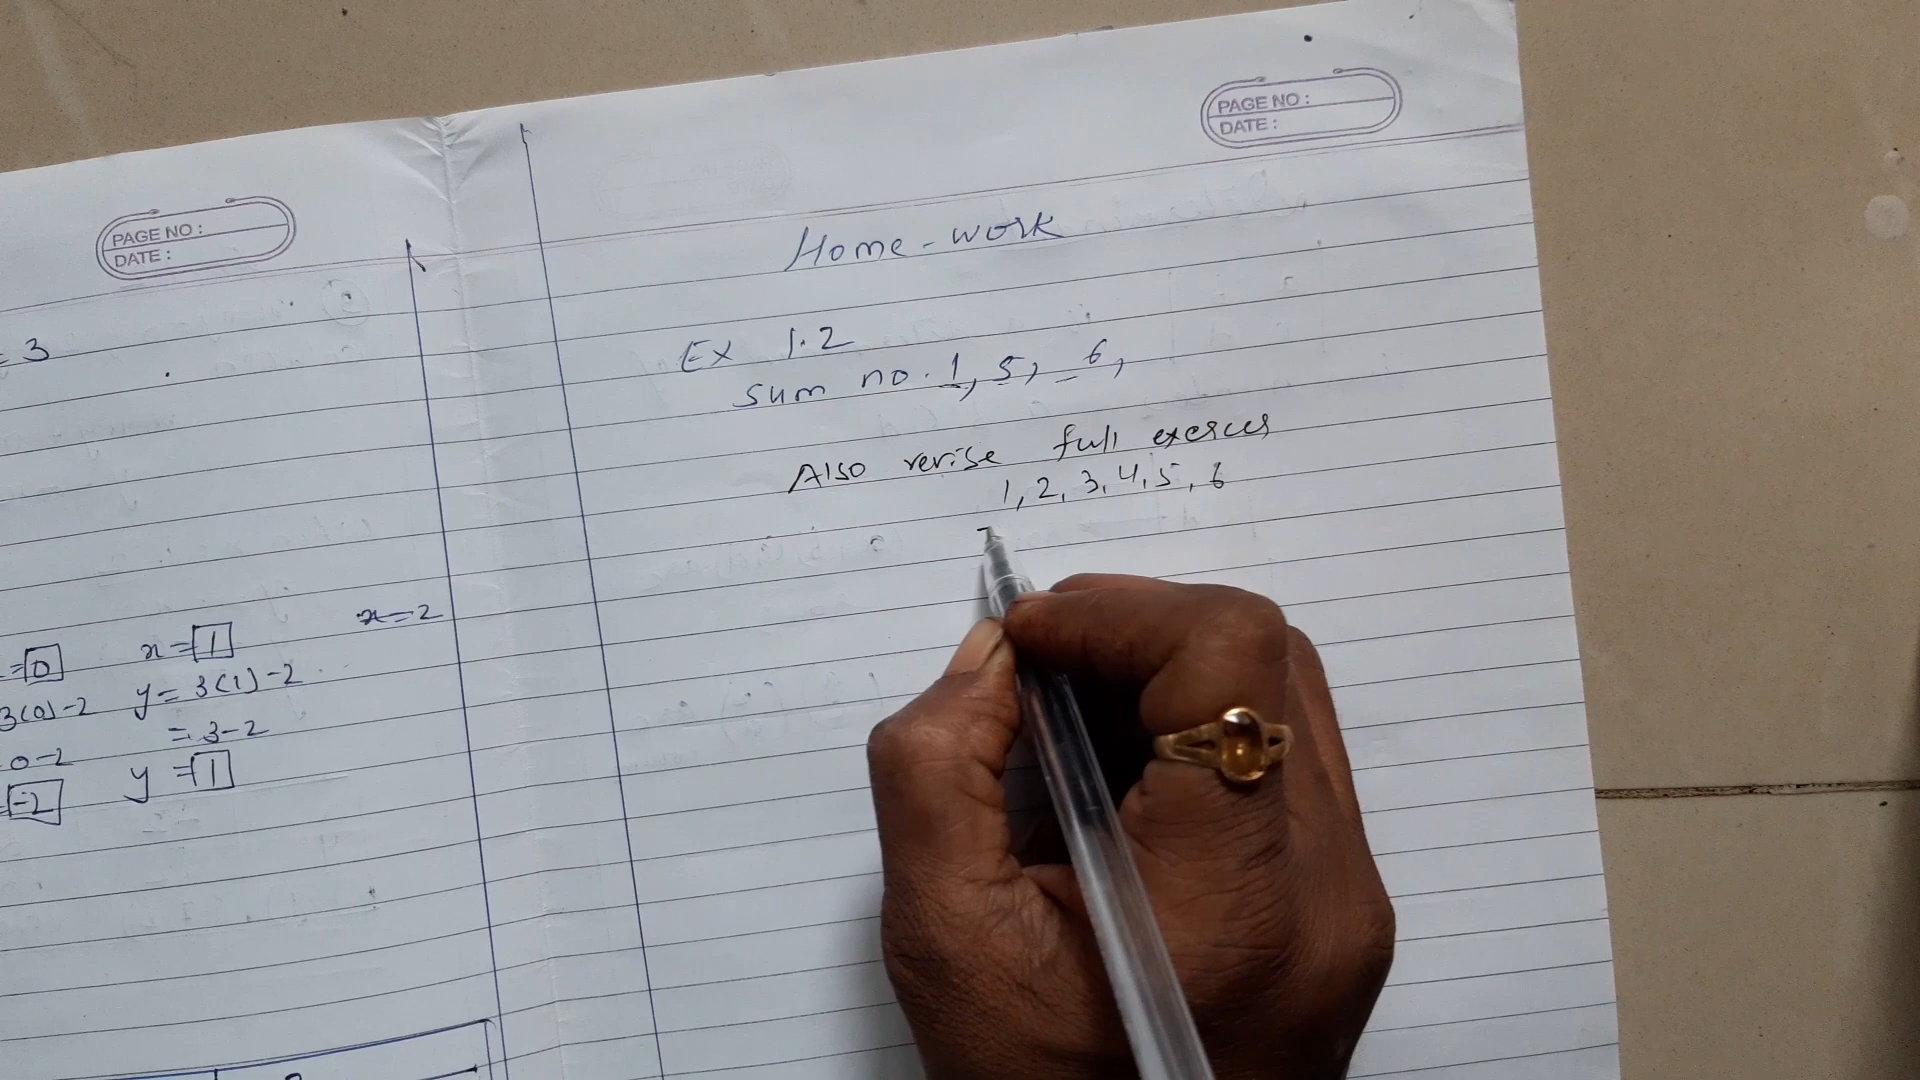 PAGE NO :
DATE :
= 3
x=2
=0 x=1
3(0)-2 y= 3(1)-2
0-2 = 3-2
=-2 y =1
PAGE NO :
DATE :
Home-work
Ex 1.2
sum no. 1, 5, 6,
Also revise full exerces
1, 2, 3, 4, 5, 6